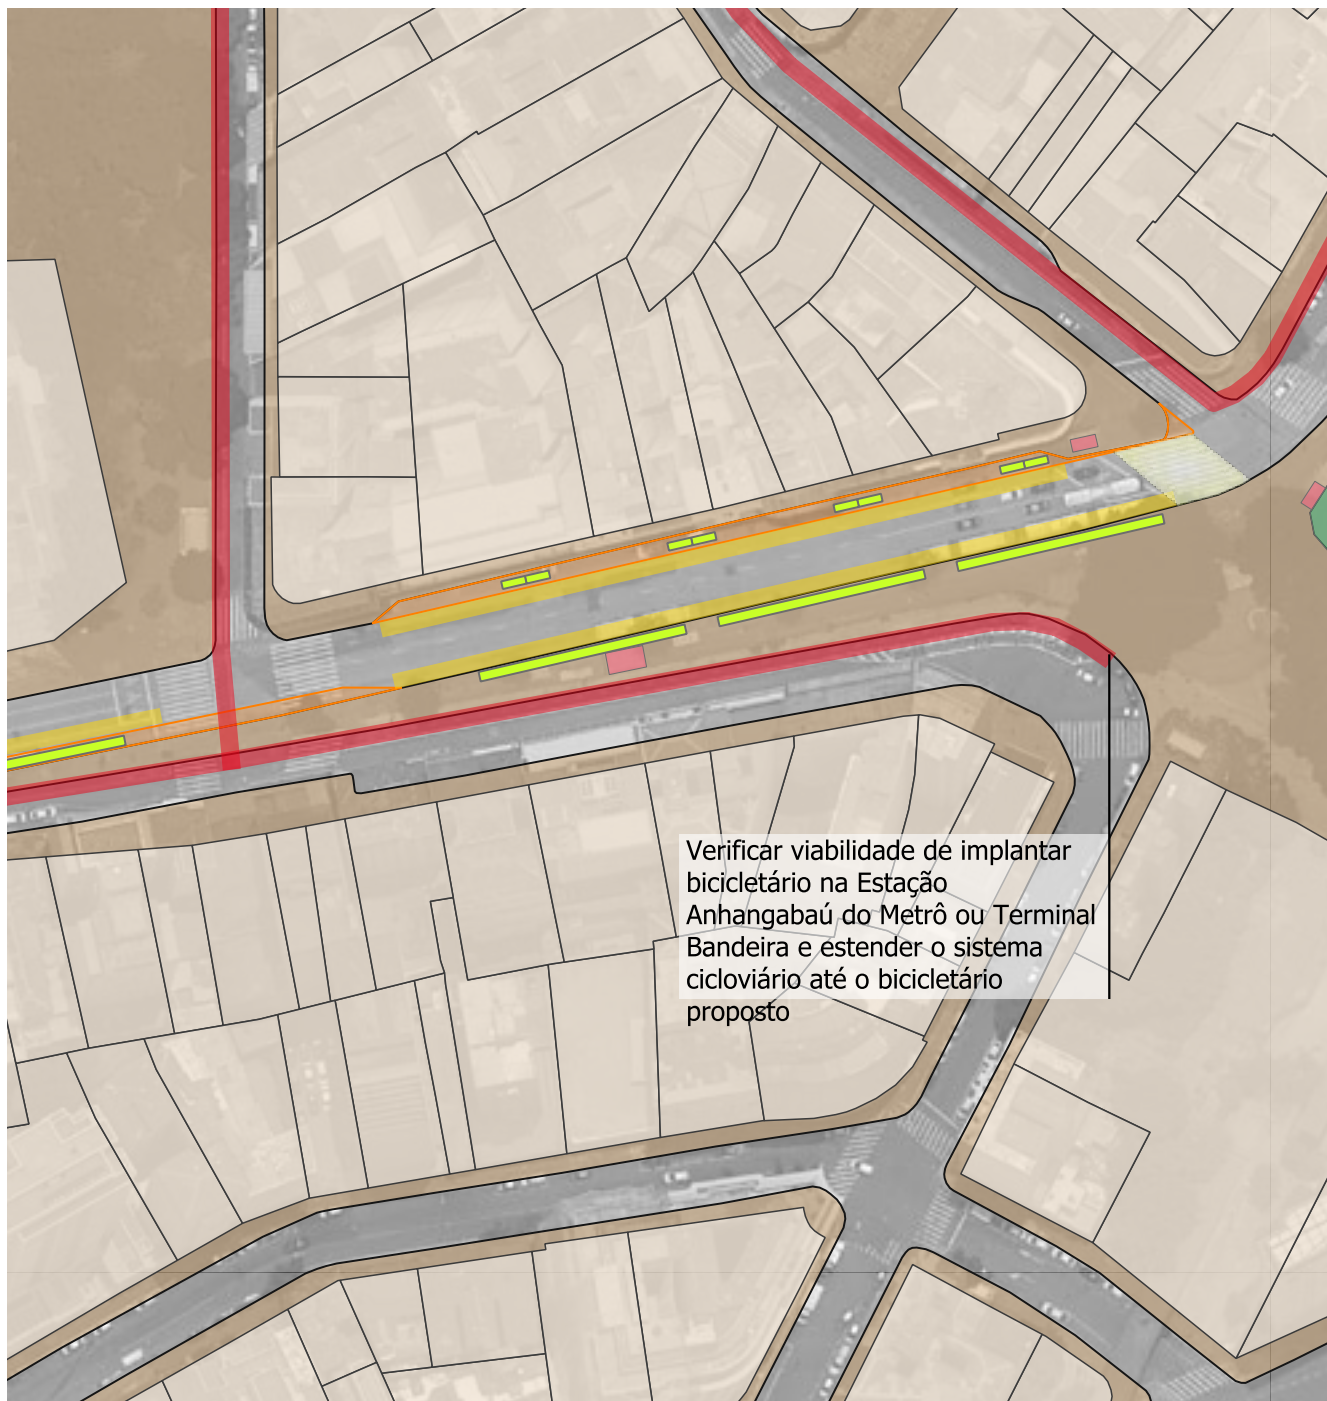 Verificar viabilidade de implantar
bicicletário na Estação
Anhangabaú do Metrô ou Terminal
Bandeira e estender o sistema
cicloviário até o bicicletário
proposto